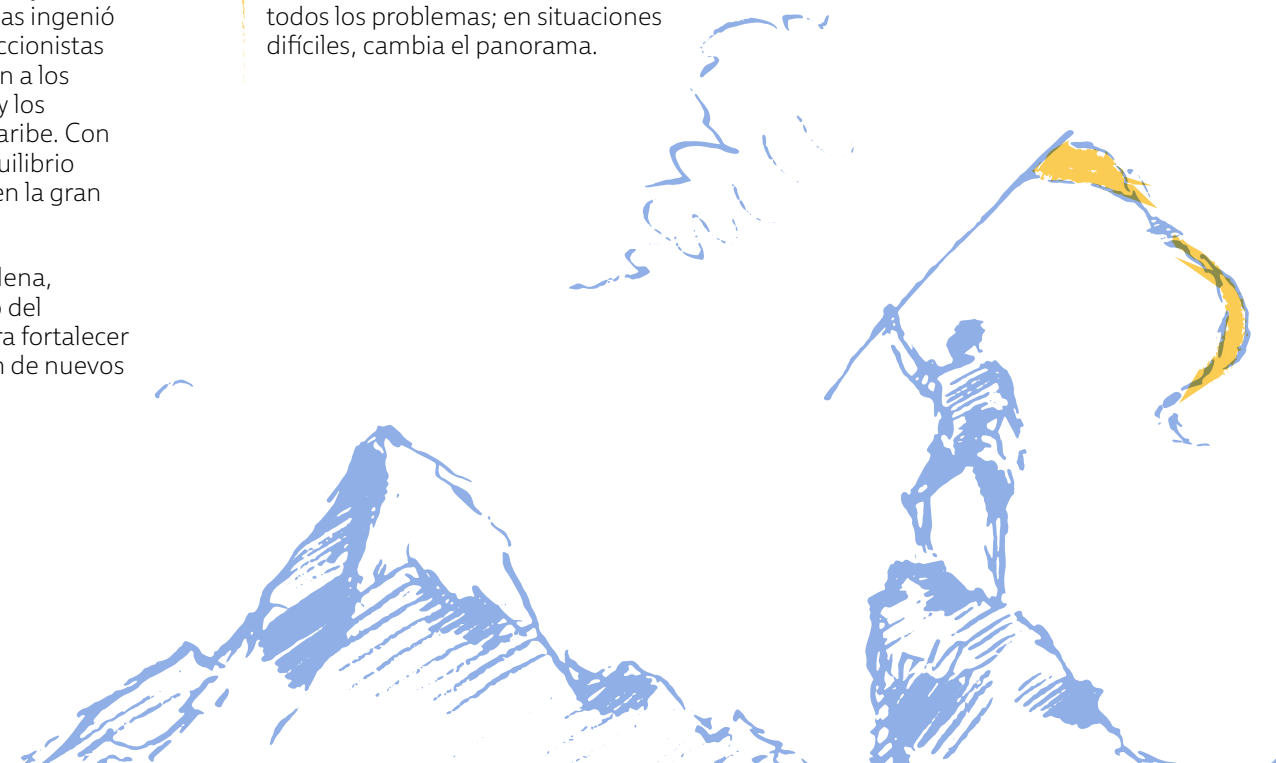 as ingenió
ccionistas
n a los
y los
aribe. Con
uilibrio
en la gran
lena,
o del
ra fortalecer
n de nuevos
todos los problemas; en situaciones
difíciles, cambia el panorama.